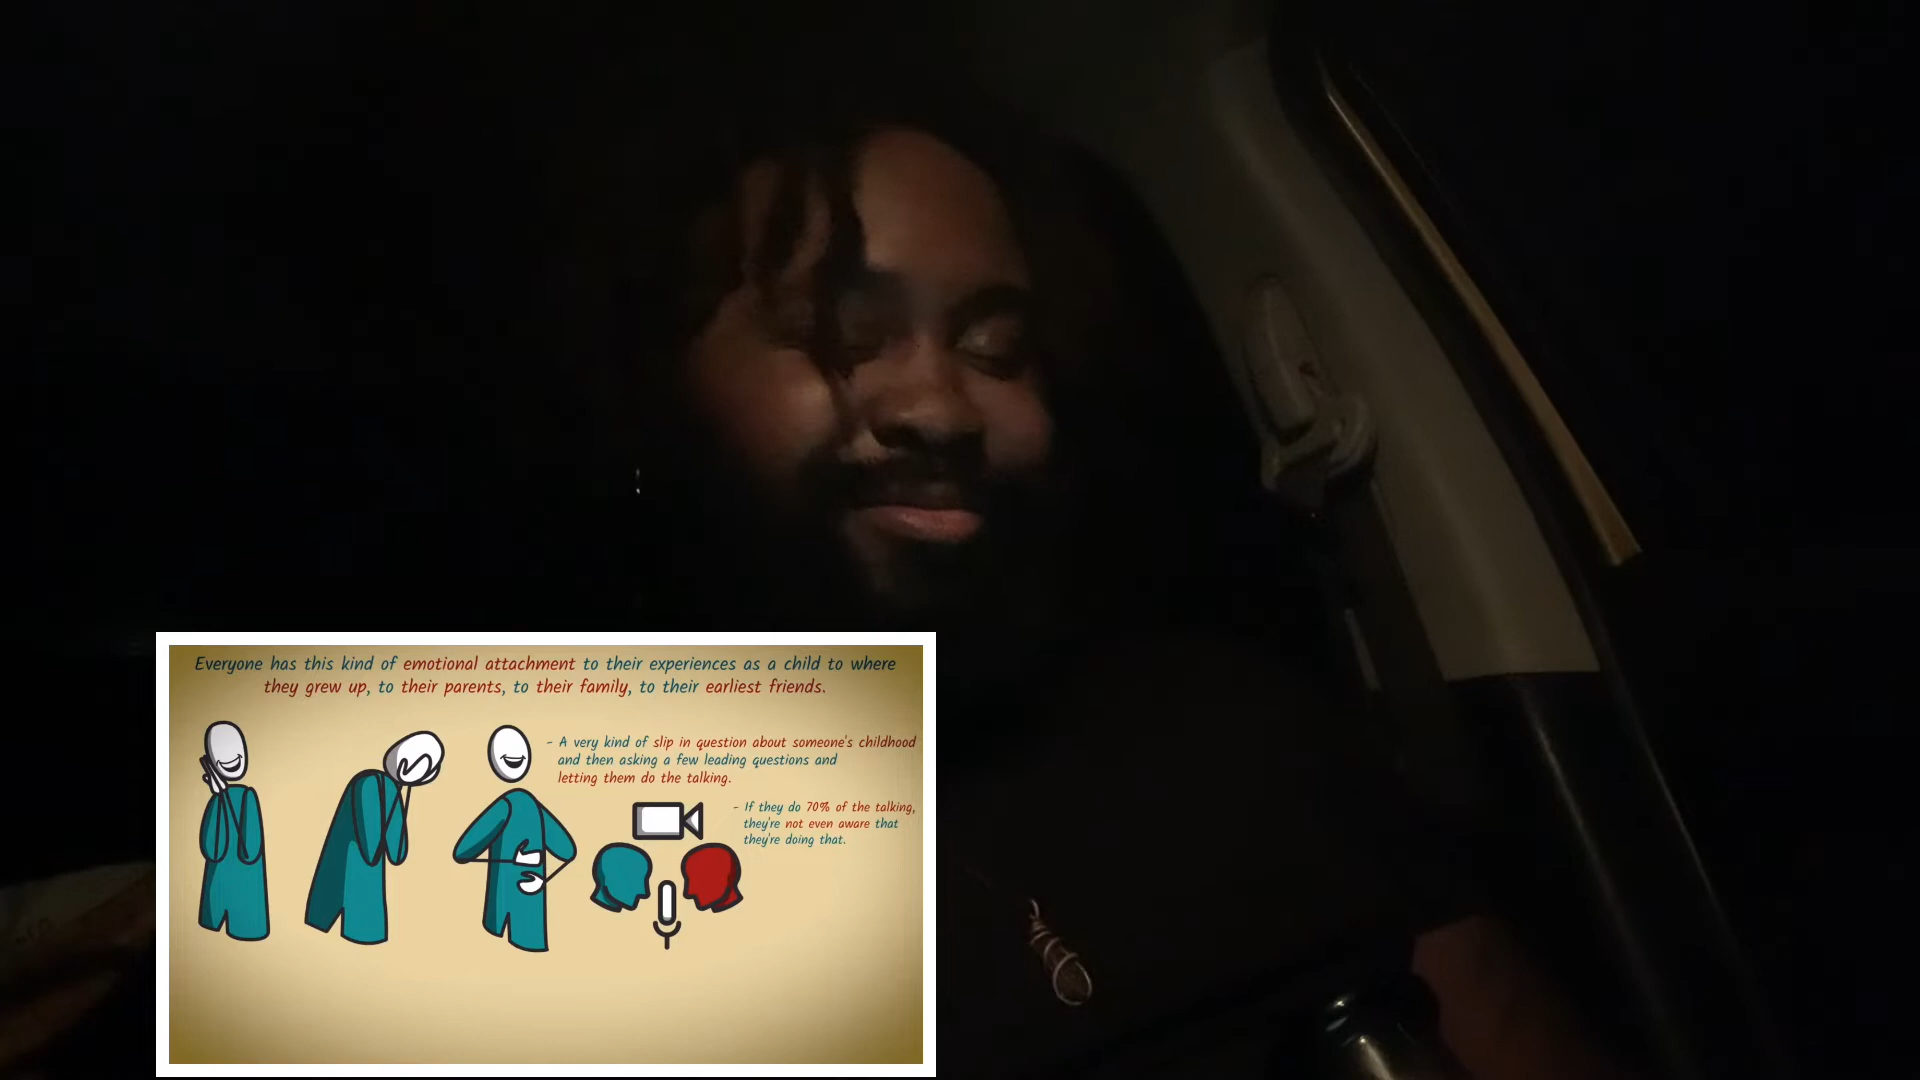 Everyone has this kind of emotional attachment to their experiences as a child to where
they grew up, to their parents, to their family, to their earliest friends.
- A very kind of slip in question about someone's childhood
and then asking a few leading questions and
letting them do the talking.
- If they do 70% of the talking,
they're not even aware that
they're doing that.